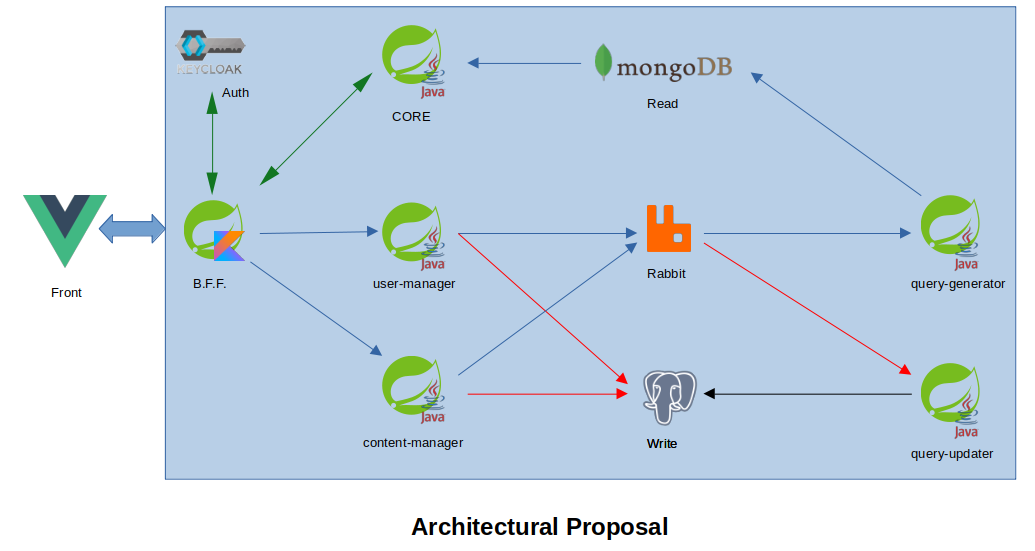 KEYCLOAK
Auth
Java
CORE
mongoDB
Read
Front
B.F.F.
Java
user-manager
Rabbit
Java
query-generator
Java
content-manager
Write
Java
query-updater
Architectural Proposal